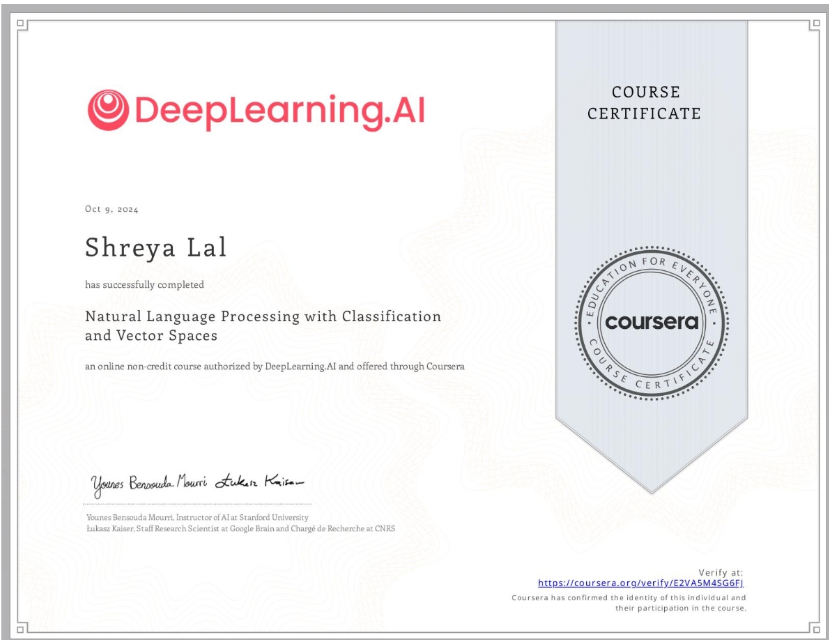 DeepLearning.AI
COURSE
CERTIFICATE
Oct 9, 2024
Shreya Lal
has successfully completed
Natural Language Processing with Classification
and Vector Spaces
an online non-credit course authorized by DeepLearning.AI and offered through Coursera
EDUCATION FOR EVERYONE
coursera
COURSE CERTIFICATE
Younes Bensouda Mourri Łukasz Kaiser
Younes Bensouda Mourri, Instructor of AI at Stanford University
Łukasz Kaiser, Staff Research Scientist at Google Brain and Chargé de Recherche at CNRS
Verify at:
https://coursera.org/verify/E2VA5M4SG6FJ
Coursera has confirmed the identity of this individual and
their participation in the course.